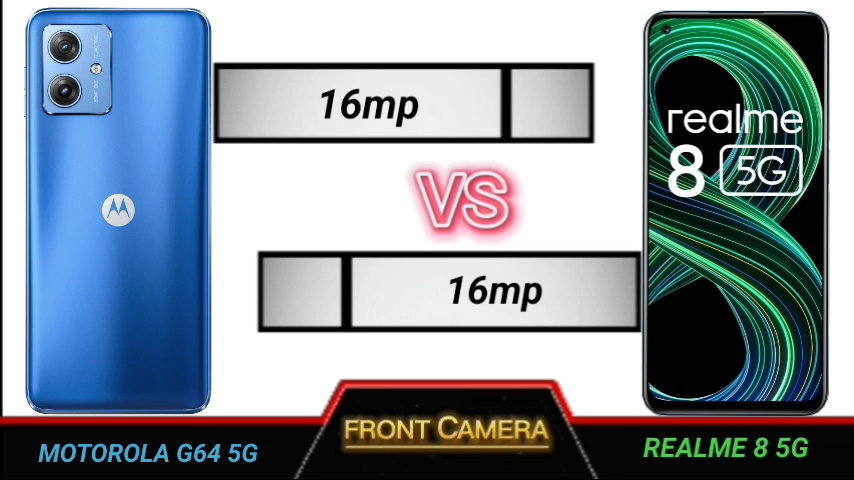 16mp
VS
16mp
realme
8 5G
FRONT CAMERA
MOTOROLA G64 5G
REALME 8 5G